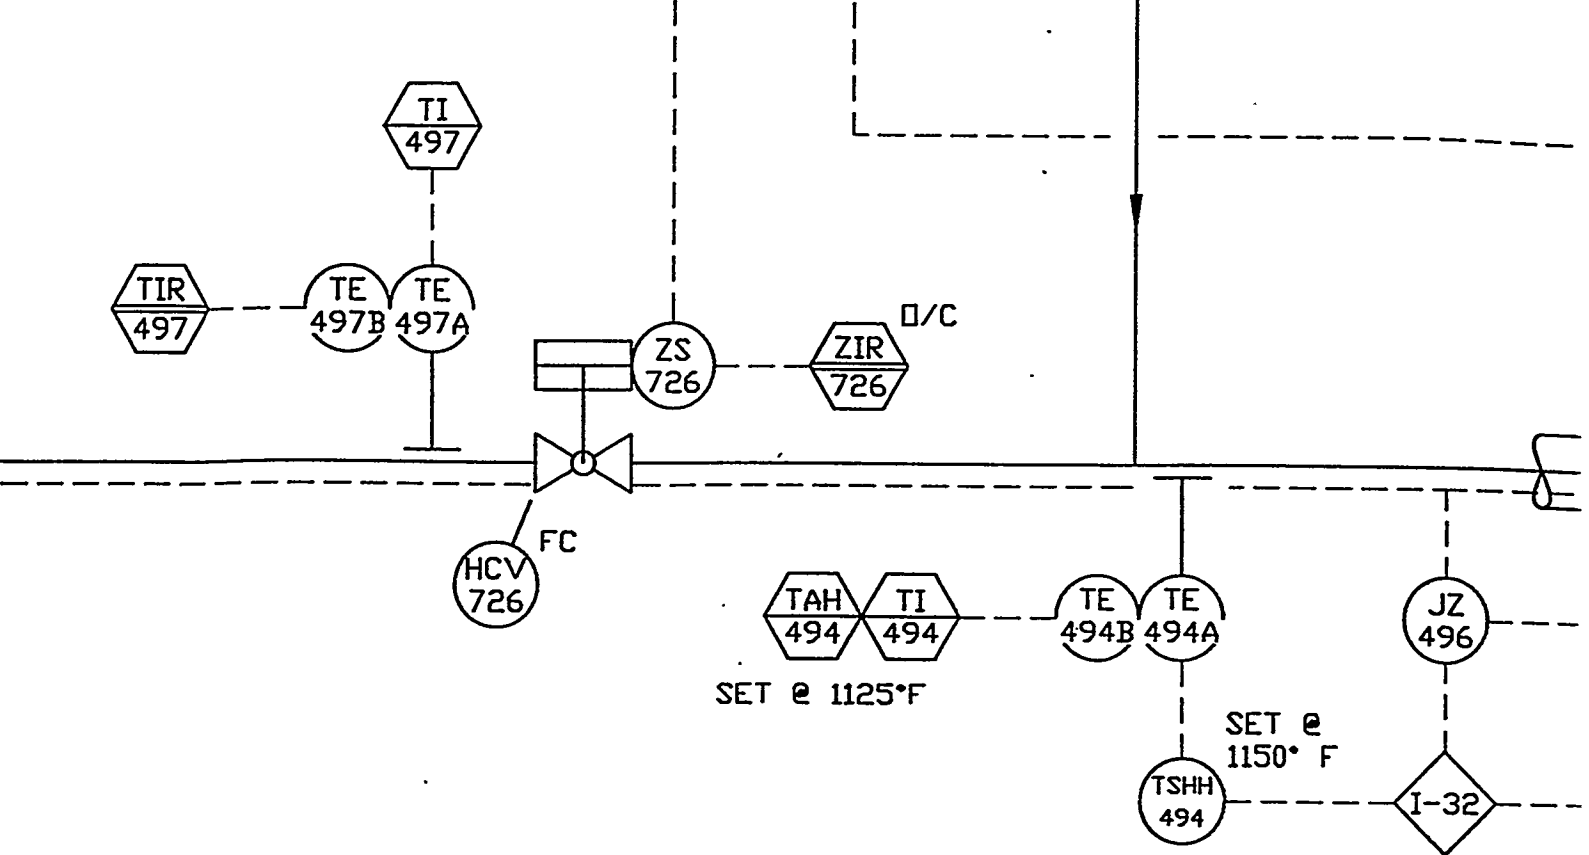 TI
497
TIR
497
TE
497B
TE
497A
ZS
726
O/C
ZIR
726
FC
HCV
726
TAH
494
TI
494
TE
494B
TE
494A
JZ
496
SET @ 1125°F
SET @
1150° F
TSHH
494
I-32